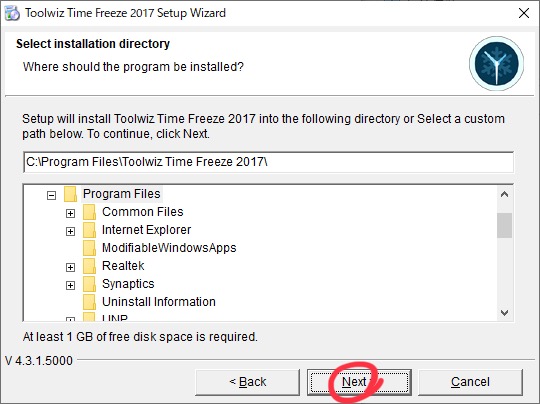 Toolwiz Time Freeze 2017 Setup Wizard
Select installation directory
Where should the program be installed?
Setup will install Toolwiz Time Freeze 2017 into the following directory or Select a custom
path below. To continue, click Next.
C:\Program Files\Toolwiz Time Freeze 2017\
Program Files
Common Files
Internet Explorer
ModifiableWindowsApps
Realtek
Synaptics
Uninstall Information
UNP
At least 1 GB of free disk space is required.
V 4.3.1.5000
< Back
Next
Cancel